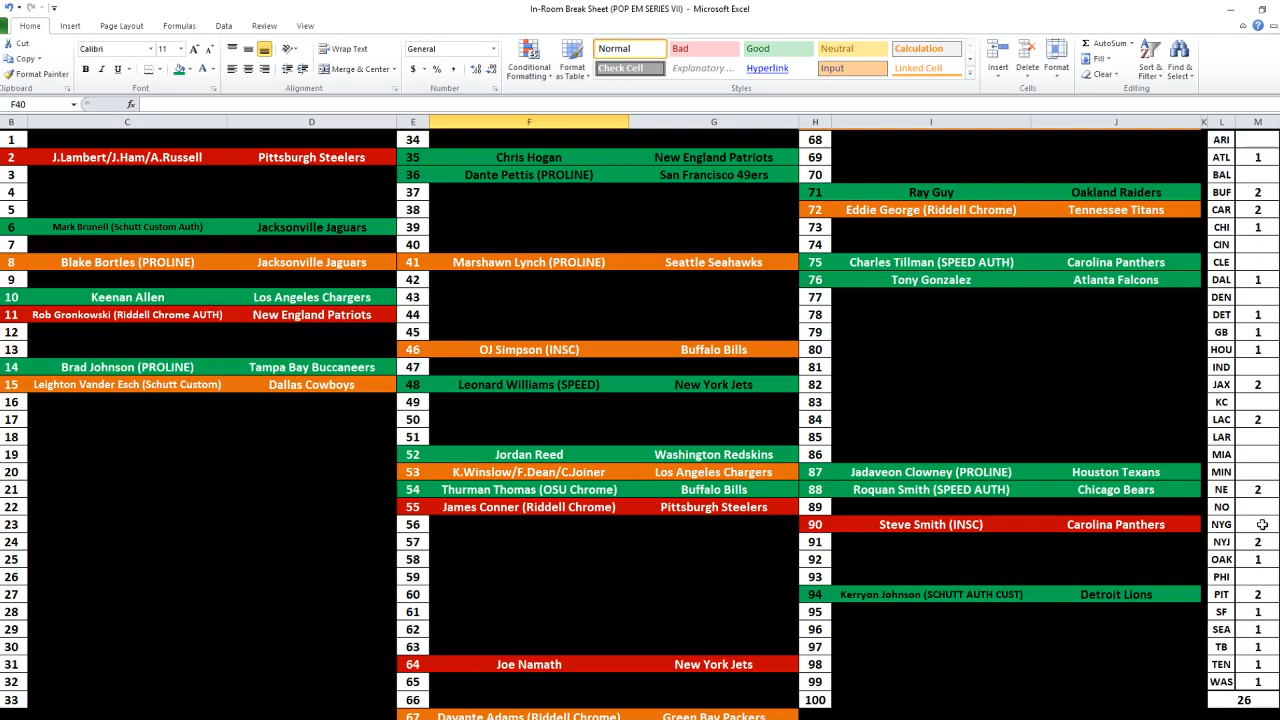 In-Room Break Sheet (POP EM SERIES VII) - Microsoft Excel
Home Insert Page Layout Formulas Data Review View
Cut
Copy
Format Painter
Clipboard
Calibri 11
B I U
Font
Wrap Text
Merge & Center
Alignment
General
$ % ,
Number
Conditional Formatting
Format as Table
Normal Bad Good Neutral Calculation
Check Cell Explanatory ... Hyperlink Input Linked Cell
Styles
Insert Delete Format
Cells
AutoSum
Fill
Clear
Sort & Filter
Find & Select
Editing
F40 fx
B C D E F G H I J K L M
1 34 68 ARI
2 J.Lambert/J.Ham/A.Russell Pittsburgh Steelers 35 Chris Hogan New England Patriots 69 ATL 1
3 36 Dante Pettis (PROLINE) San Francisco 49ers 70 BAL
4 37 71 Ray Guy Oakland Raiders BUF 2
5 38 72 Eddie George (Riddell Chrome) Tennessee Titans CAR 2
6 Mark Brunell (Schutt Custom Auth) Jacksonville Jaguars 39 73 CHI 1
7 40 74 CIN
8 Blake Bortles (PROLINE) Jacksonville Jaguars 41 Marshawn Lynch (PROLINE) Seattle Seahawks 75 Charles Tillman (SPEED AUTH) Carolina Panthers CLE
9 42 76 Tony Gonzalez Atlanta Falcons DAL 1
10 Keenan Allen Los Angeles Chargers 43 77 DEN
11 Rob Gronkowski (Riddell Chrome AUTH) New England Patriots 44 78 DET 1
12 45 79 GB 1
13 46 OJ Simpson (INSC) Buffalo Bills 80 HOU 1
14 Brad Johnson (PROLINE) Tampa Bay Buccaneers 47 81 IND
15 Leighton Vander Esch (Schutt Custom) Dallas Cowboys 48 Leonard Williams (SPEED) New York Jets 82 JAX 2
16 49 83 KC
17 50 84 LAC 2
18 51 85 LAR
19 52 Jordan Reed Washington Redskins 86 MIA
20 53 K.Winslow/F.Dean/C.Joiner Los Angeles Chargers 87 Jadaveon Clowney (PROLINE) Houston Texans MIN
21 54 Thurman Thomas (OSU Chrome) Buffalo Bills 88 Roquan Smith (SPEED AUTH) Chicago Bears NE 2
22 55 James Conner (Riddell Chrome) Pittsburgh Steelers 89 NO
23 56 90 Steve Smith (INSC) Carolina Panthers NYG
24 57 91 NYJ 2
25 58 92 OAK 1
26 59 93 PHI
27 60 94 Kerryon Johnson (SCHUTT AUTH CUST) Detroit Lions PIT 2
28 61 95 SF 1
29 62 96 SEA 1
30 63 97 TB 1
31 64 Joe Namath New York Jets 98 TEN 1
32 65 99 WAS 1
33 66 100 26
67 Davante Adams (Riddell Chrome) Green Bay Packers